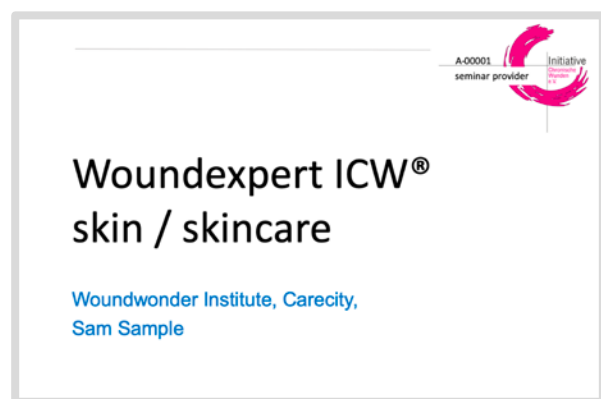 A-00001
seminar provider
Initiative
Chronische
Wunden
e.V.
Woundexpert ICW®
skin / skincare
Woundwonder Institute, Carecity,
Sam Sample